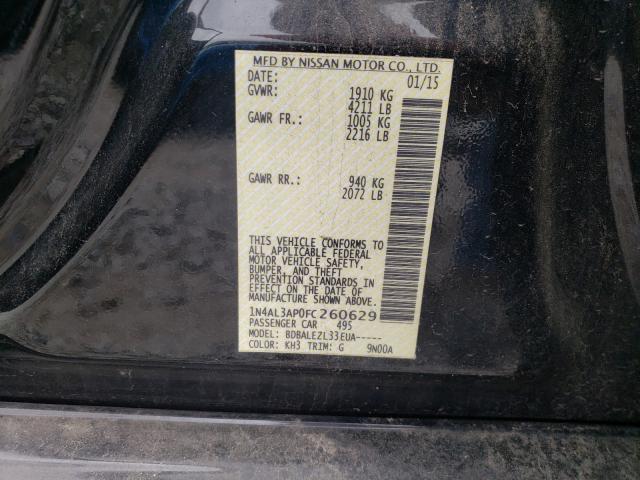 MFD BY NISSAN MOTOR CO., LTD.
DATE: 01/15
GVWR: 1910 KG
4211 LB
GAWR FR.: 1005 KG
2216 LB
GAWR RR.: 940 KG
2072 LB
THIS VEHICLE CONFORMS TO
ALL APPLICABLE FEDERAL
MOTOR VEHICLE SAFETY,
BUMPER, AND THEFT
PREVENTION STANDARDS IN
EFFECT ON THE DATE OF
MANUFACTURE SHOWN ABOVE.
1N4AL3AP0FC260629
PASSENGER CAR 495
MODEL: BDBALEZL33EUA-----
COLOR: KH3 TRIM: G 9N00A